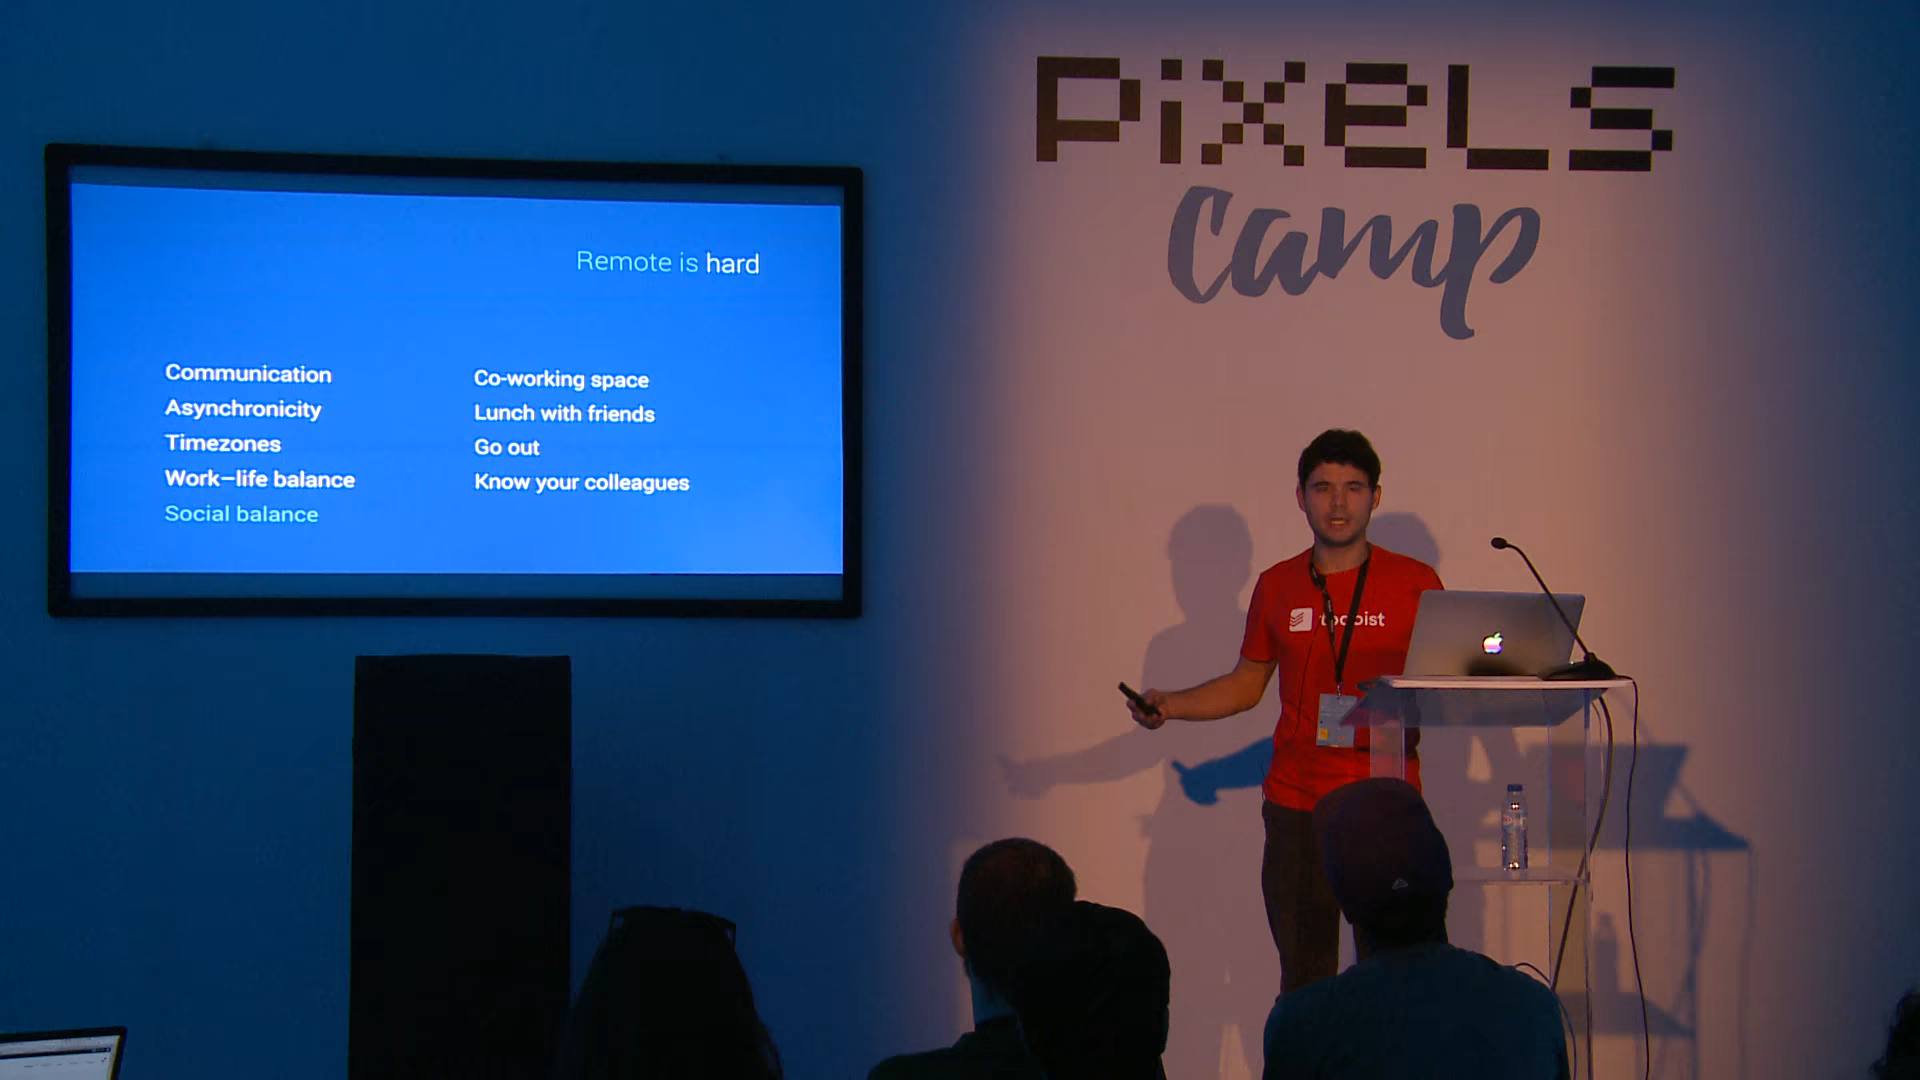 Remote is hard
Communication
Asynchronicity
Timezones
Work–life balance
Social balance
Co-working space
Lunch with friends
Go out
Know your colleagues
PiXELS
Camp
todoist